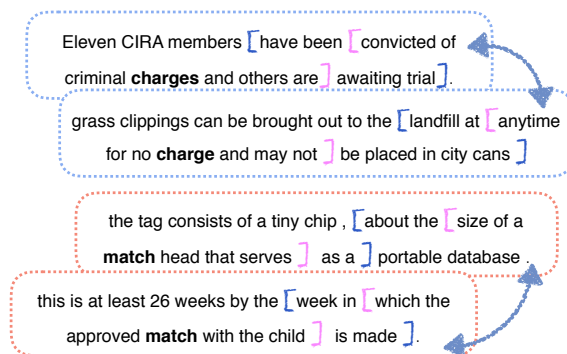 Eleven CIRA members [have been [convicted of
criminal charges and others are] awaiting trial].
grass clippings can be brought out to the [landfill at [anytime
for no charge and may not ] be placed in city cans ]
the tag consists of a tiny chip , [about the [size of a
match head that serves ] as a ] portable database .
this is at least 26 weeks by the [week in [which the
approved match with the child ] is made ].